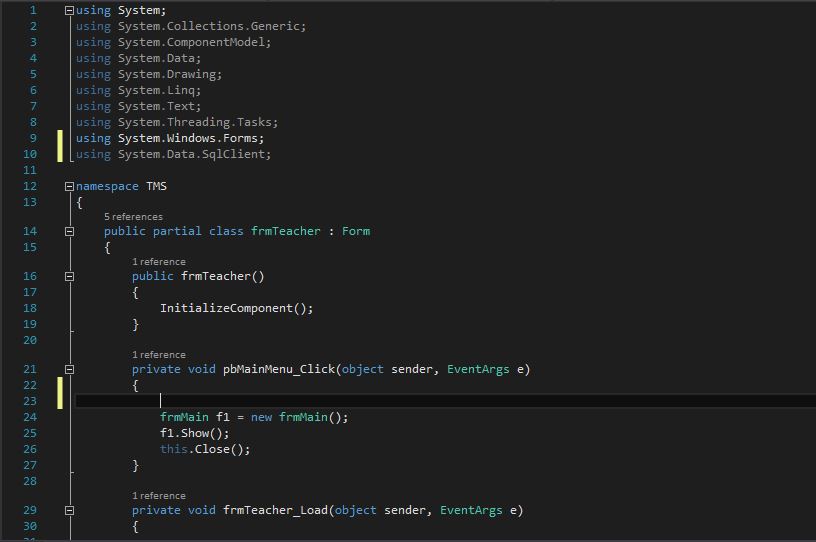 1 using System;
2 using System.Collections.Generic;
3 using System.ComponentModel;
4 using System.Data;
5 using System.Drawing;
6 using System.Linq;
7 using System.Text;
8 using System.Threading.Tasks;
9 using System.Windows.Forms;
10 using System.Data.SqlClient;
11
12 namespace TMS
13 {
5 references
14 public partial class frmTeacher : Form
15 {
1 reference
16 public frmTeacher()
17 {
18 InitializeComponent();
19 }
20
1 reference
21 private void pbMainMenu_Click(object sender, EventArgs e)
22 {
23
24 frmMain f1 = new frmMain();
25 f1.Show();
26 this.Close();
27 }
28
1 reference
29 private void frmTeacher_Load(object sender, EventArgs e)
30 {